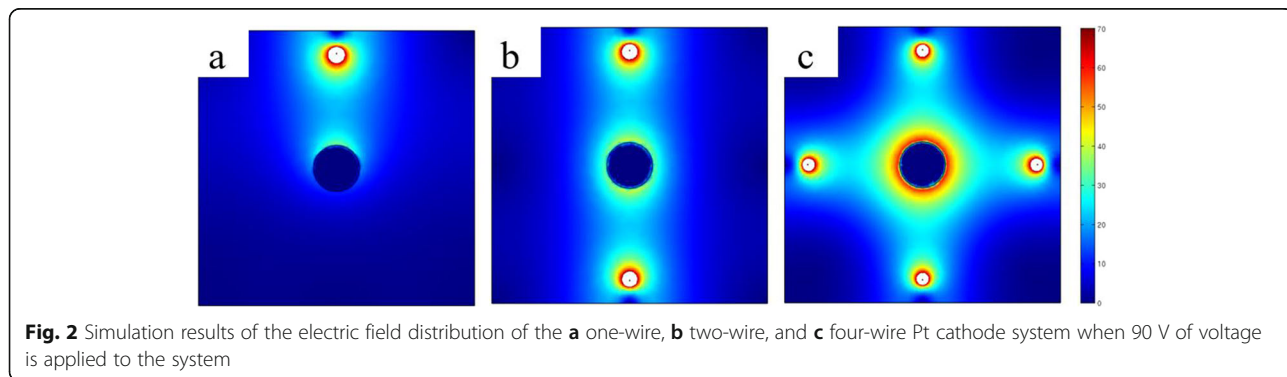 a
b
c
70
60
50
40
30
20
10
0
Fig. 2 Simulation results of the electric field distribution of the a one-wire, b two-wire, and c four-wire Pt cathode system when 90 V of voltage
is applied to the system